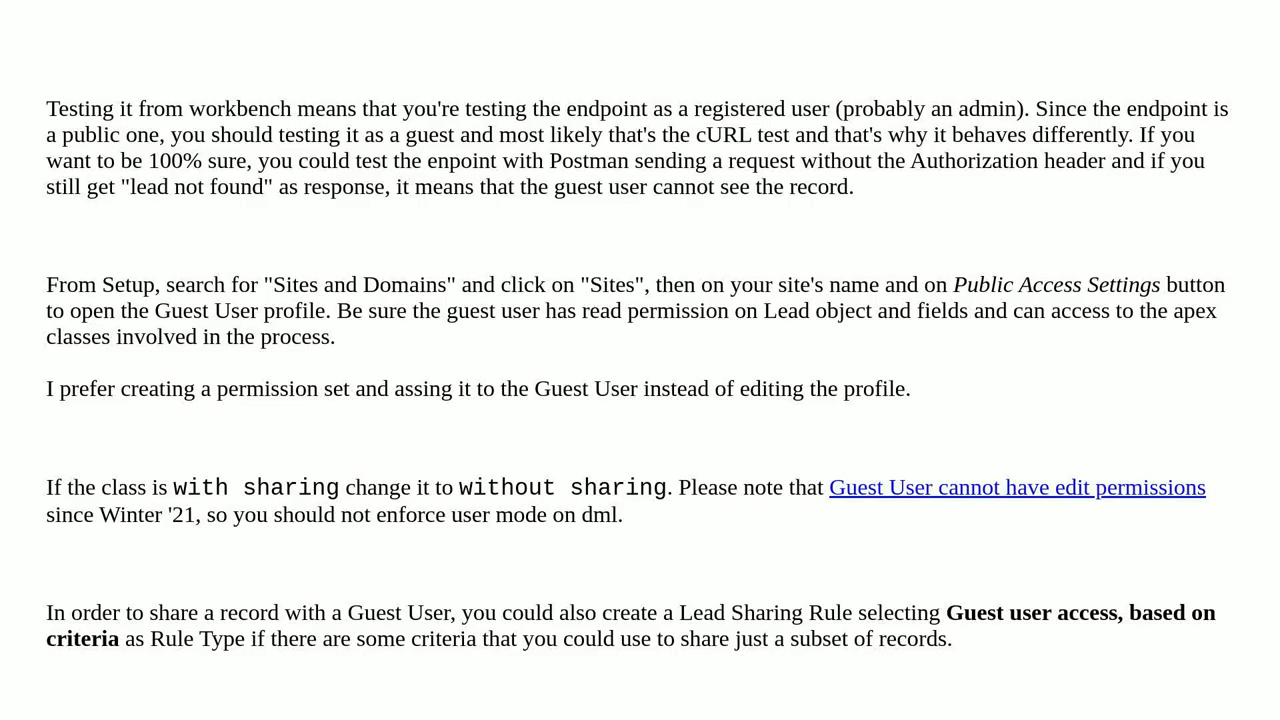 Testing it from workbench means that you're testing the endpoint as a registered user (probably an admin). Since the endpoint is
a public one, you should testing it as a guest and most likely that's the cURL test and that's why it behaves differently. If you
want to be 100% sure, you could test the enpoint with Postman sending a request without the Authorization header and if you
still get "lead not found" as response, it means that the guest user cannot see the record.
From Setup, search for "Sites and Domains" and click on "Sites", then on your site's name and on Public Access Settings button
to open the Guest User profile. Be sure the guest user has read permission on Lead object and fields and can access to the apex
classes involved in the process.
I prefer creating a permission set and assing it to the Guest User instead of editing the profile.
If the class is with sharing change it to without sharing. Please note that Guest User cannot have edit permissions
since Winter '21, so you should not enforce user mode on dml.
In order to share a record with a Guest User, you could also create a Lead Sharing Rule selecting Guest user access, based on
criteria as Rule Type if there are some criteria that you could use to share just a subset of records.